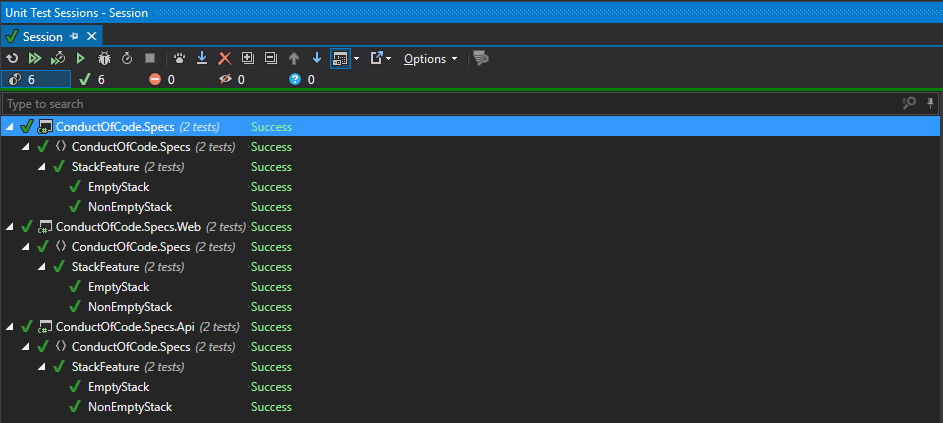 Unit Test Sessions - Session
Session
Options
6 6 0 0 0
Type to search
ConductOfCode.Specs (2 tests) Success
ConductOfCode.Specs (2 tests) Success
StackFeature (2 tests) Success
EmptyStack Success
NonEmptyStack Success
ConductOfCode.Specs.Web (2 tests) Success
ConductOfCode.Specs (2 tests) Success
StackFeature (2 tests) Success
EmptyStack Success
NonEmptyStack Success
ConductOfCode.Specs.Api (2 tests) Success
ConductOfCode.Specs (2 tests) Success
StackFeature (2 tests) Success
EmptyStack Success
NonEmptyStack Success